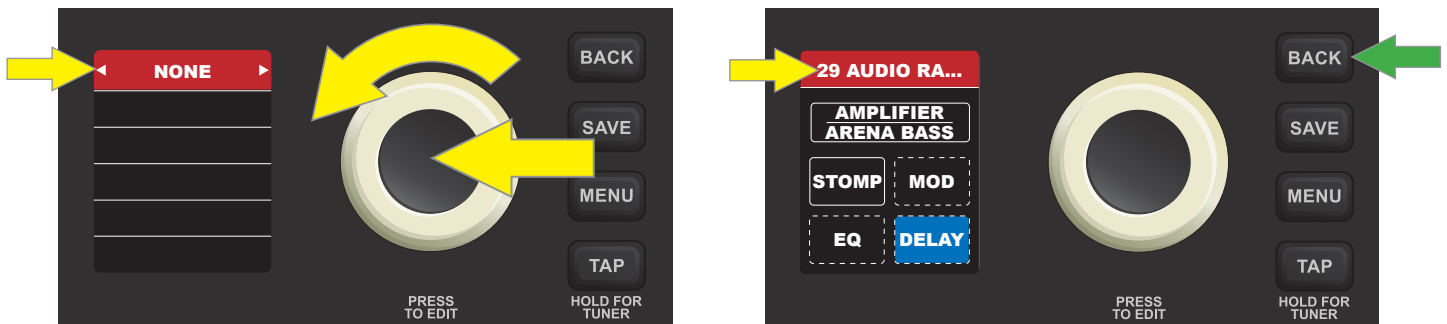 NONE
BACK
SAVE
MENU
TAP
PRESS
TO EDIT
HOLD FOR
TUNER
29 AUDIO RA...
AMPLIFIER
ARENA BASS
STOMP MOD
EQ DELAY
BACK
SAVE
MENU
TAP
PRESS
TO EDIT
HOLD FOR
TUNER